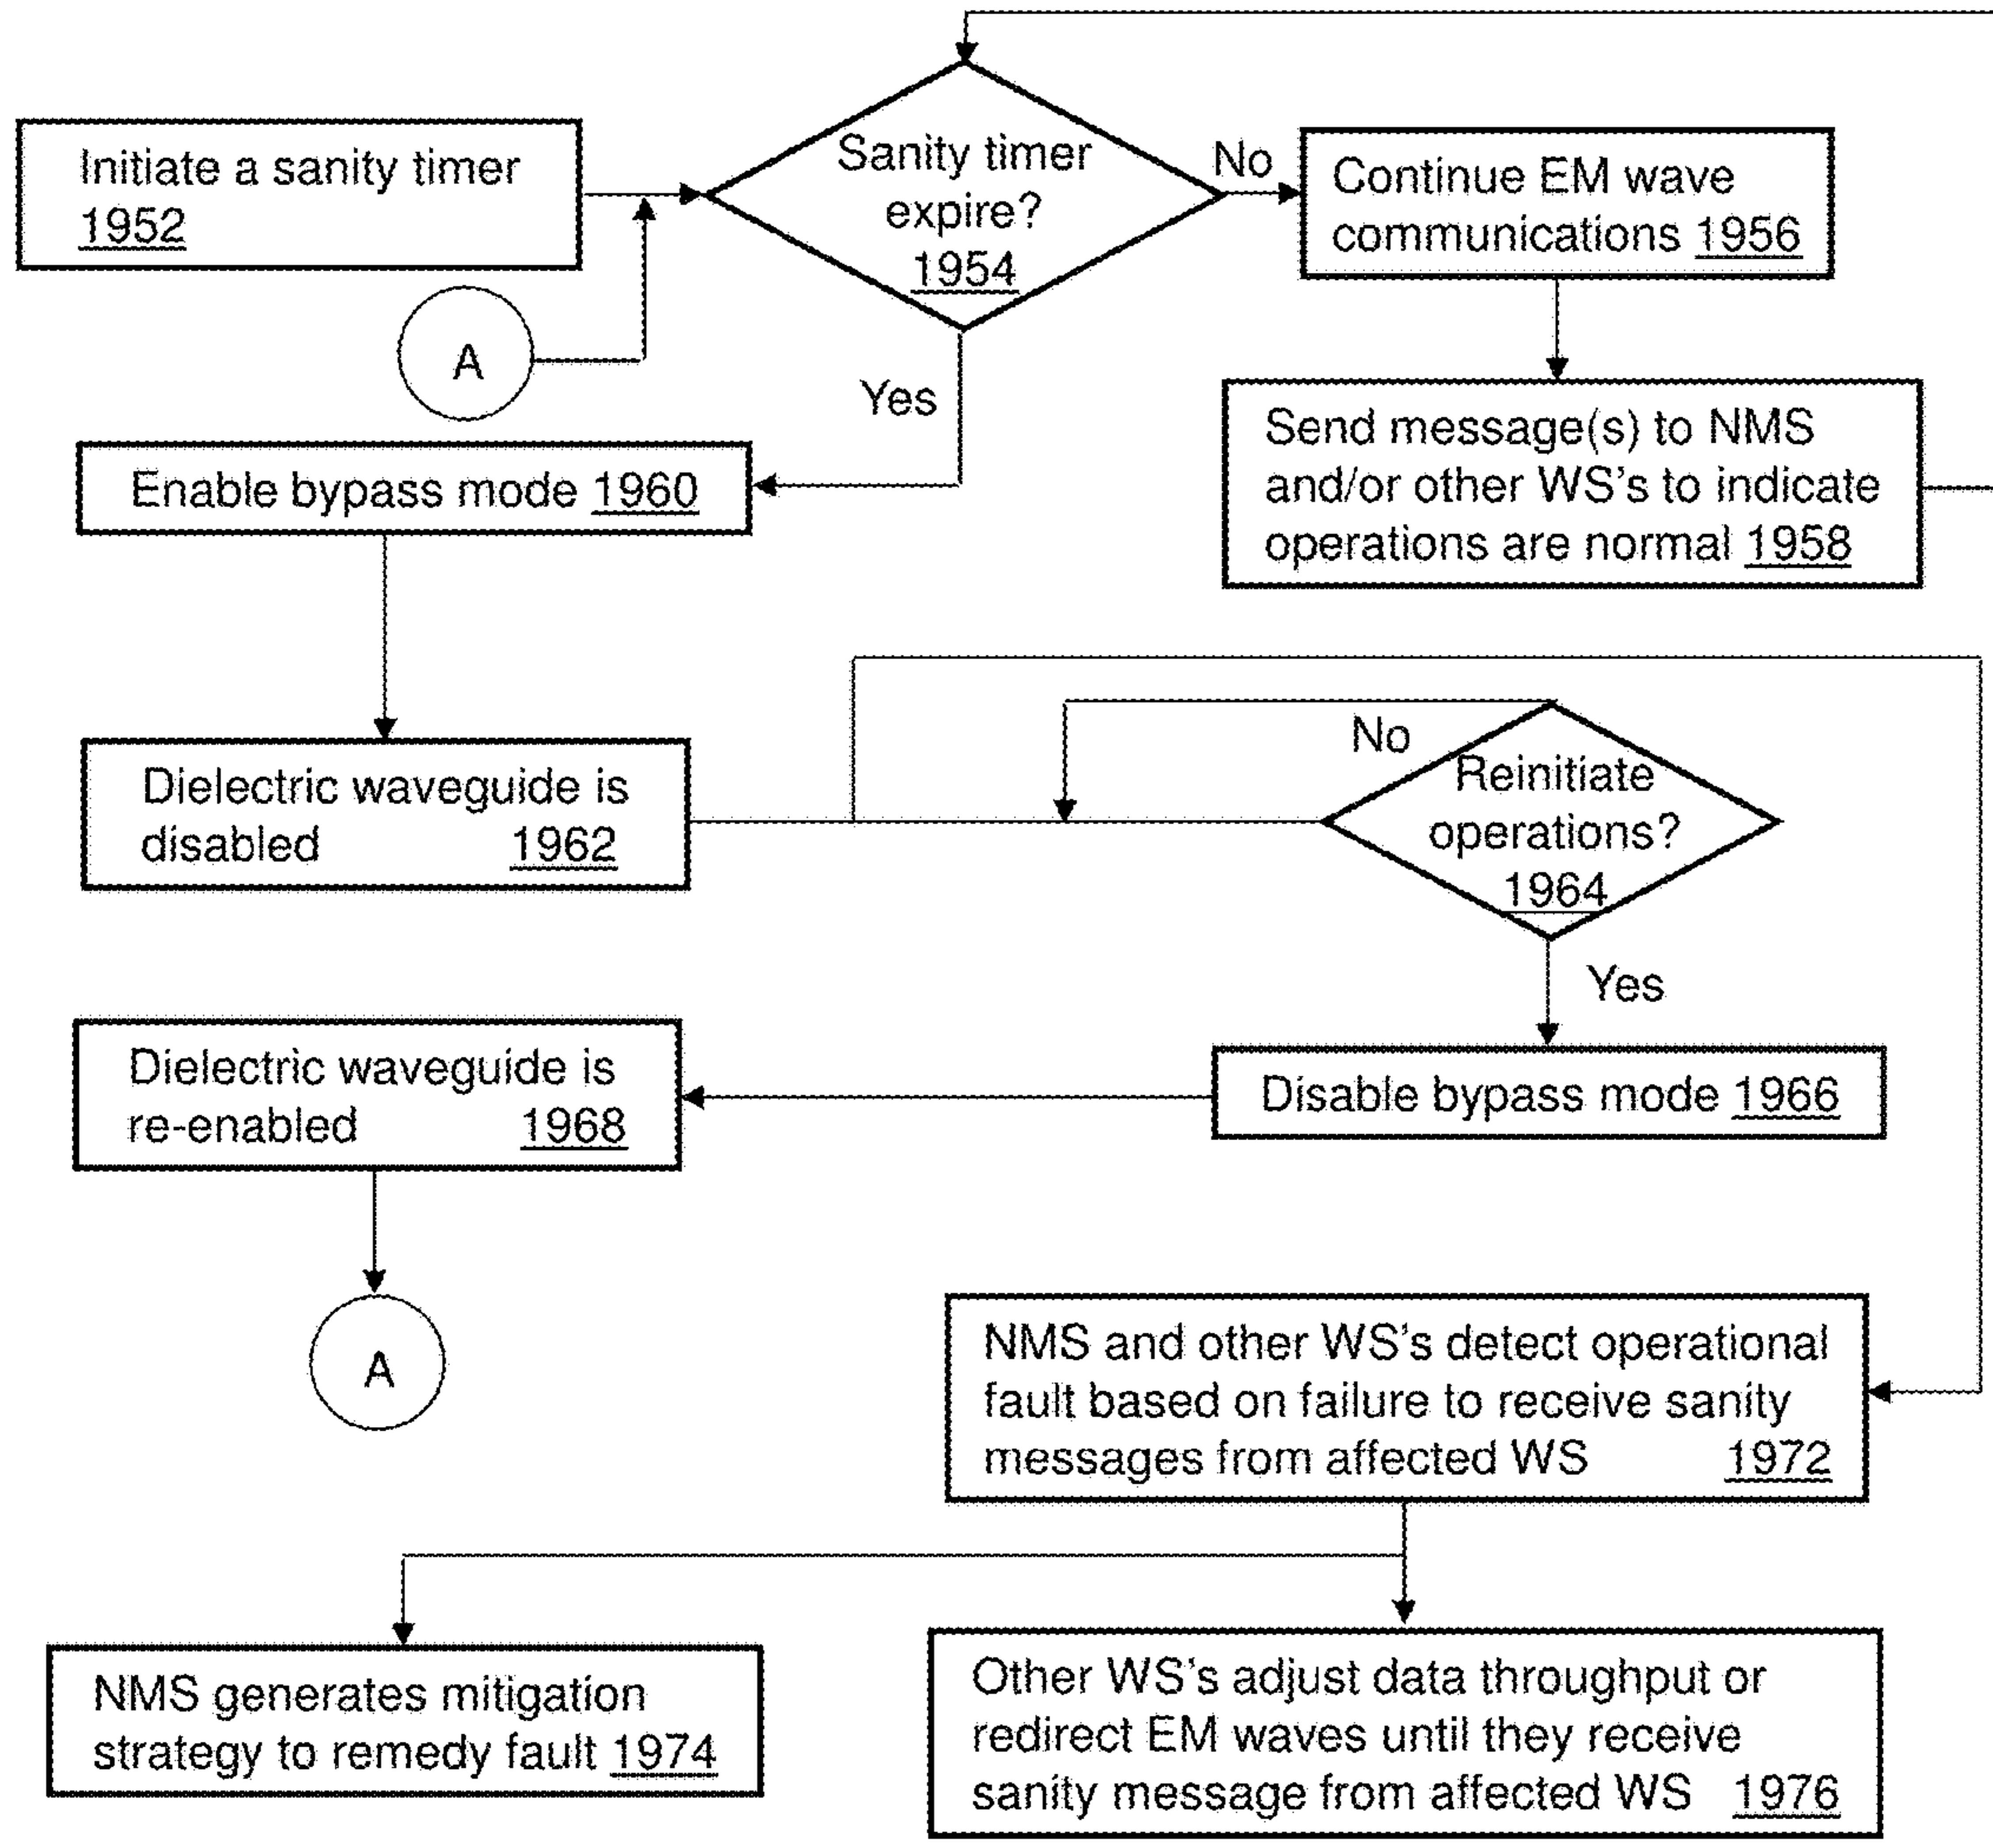 Initiate a sanity timer
1952
Sanity timer
expire?
1954
No
Continue EM wave
communications 1956
A
Yes
Send message(s) to NMS
and/or other WS's to indicate
operations are normal 1958
Enable bypass mode 1960
Dielectric waveguide is
disabled 1962
No
Reinitiate
operations?
1964
Yes
Disable bypass mode 1966
Dielectric waveguide is
re-enabled 1968
A
NMS and other WS's detect operational
fault based on failure to receive sanity
messages from affected WS 1972
NMS generates mitigation
strategy to remedy fault 1974
Other WS's adjust data throughput or
redirect EM waves until they receive
sanity message from affected WS 1976